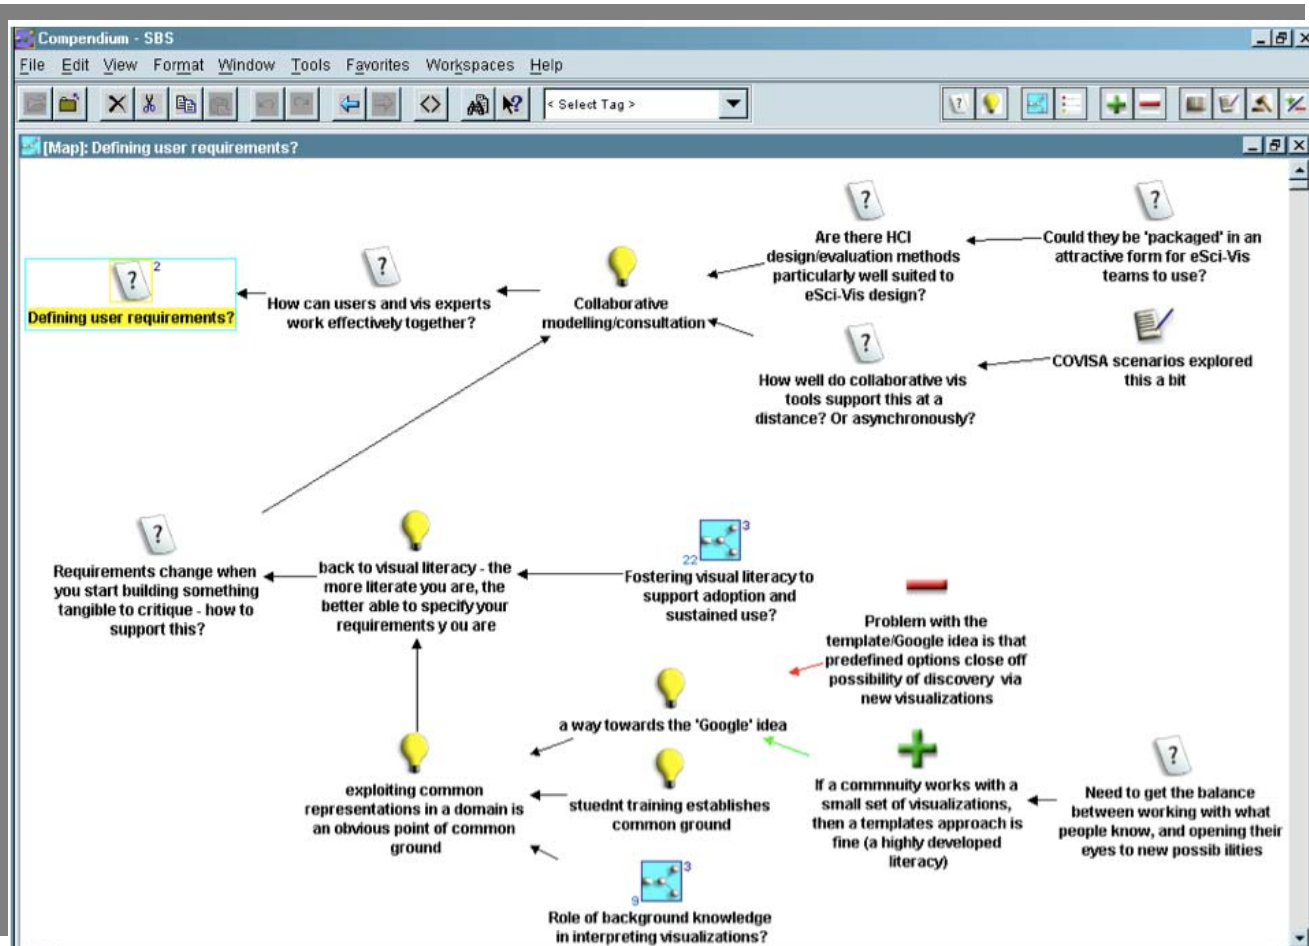 Compendium - SBS
File Edit View Format Window Tools Favorites Workspaces Help
< Select Tag >
[Map]: Defining user requirements?
2
Defining user requirements?
How can users and vis experts
work effectively together?
Collaborative
modelling/consultation
Are there HCI
design/evaluation methods
particularly well suited to
eSci-Vis design?
Could they be 'packaged' in an
attractive form for eSci-Vis
teams to use?
How well do collaborative vis
tools support this at a
distance? Or asynchronously?
COVISA scenarios explored
this a bit
Requirements change when
you start building something
tangible to critique - how to
support this?
back to visual literacy - the
more literate you are, the
better able to specify your
requirements y ou are
3
22
Fostering visual literacy to
support adoption and
sustained use?
Problem with the
template/Google idea is that
predefined options close off
possibility of discovery via
new visualizations
a way towards the 'Google' idea
exploiting common
representations in a domain is
an obvious point of common
ground
stuednt training establishes
common ground
If a commnuity works with a
small set of visualizations,
then a templates approach is
fine (a highly developed
literacy)
Need to get the balance
between working with what
people know, and opening their
eyes to new possib ilities
3
9
Role of background knowledge
in interpreting visualizations?